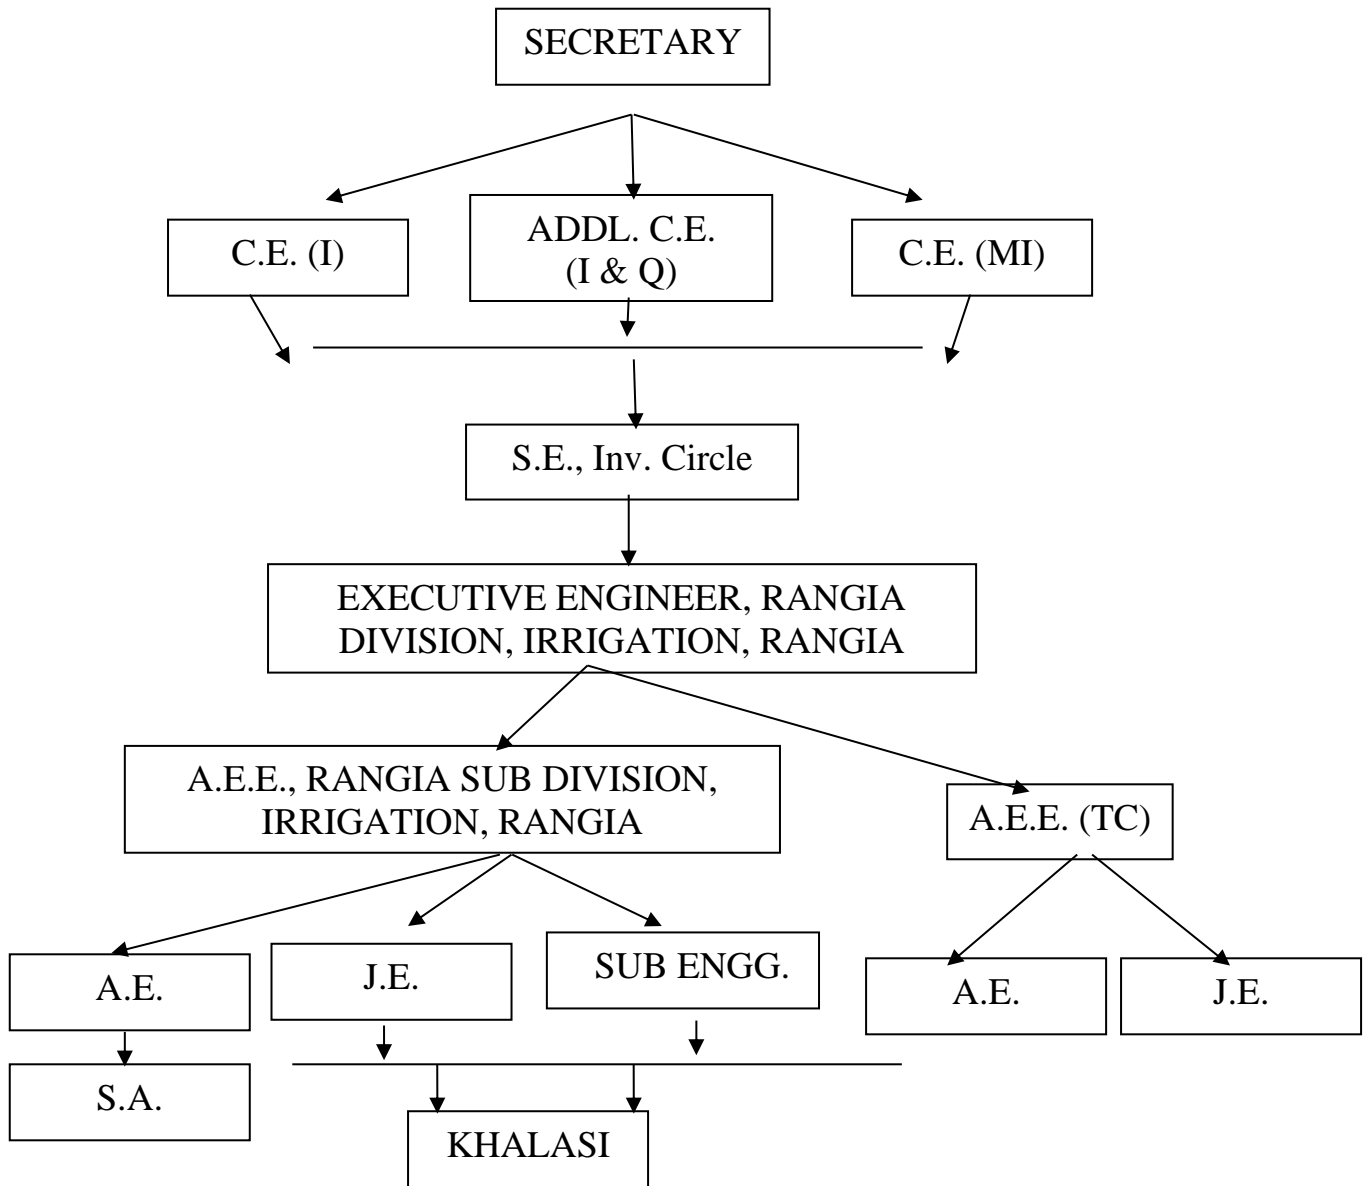 SECRETARY
C.E. (I)
ADDL. C.E.
(I & Q)
C.E. (MI)
S.E., Inv. Circle
EXECUTIVE ENGINEER, RANGIA
DIVISION, IRRIGATION, RANGIA
A.E.E., RANGIA SUB DIVISION,
IRRIGATION, RANGIA
A.E.E. (TC)
A.E.
J.E.
SUB ENGG.
A.E.
J.E.
S.A.
KHALASI